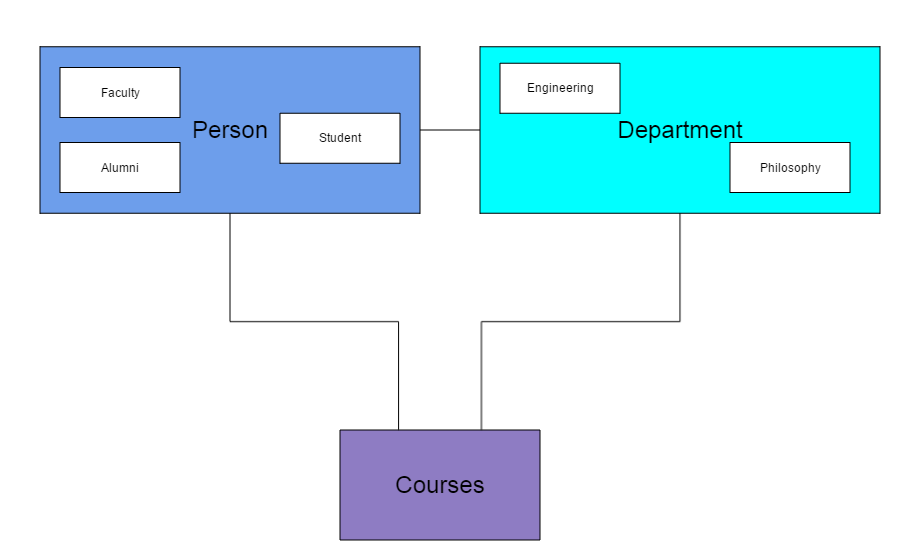 Faculty
Person
Student
Alumni
Engineering
Department
Philosophy
Courses